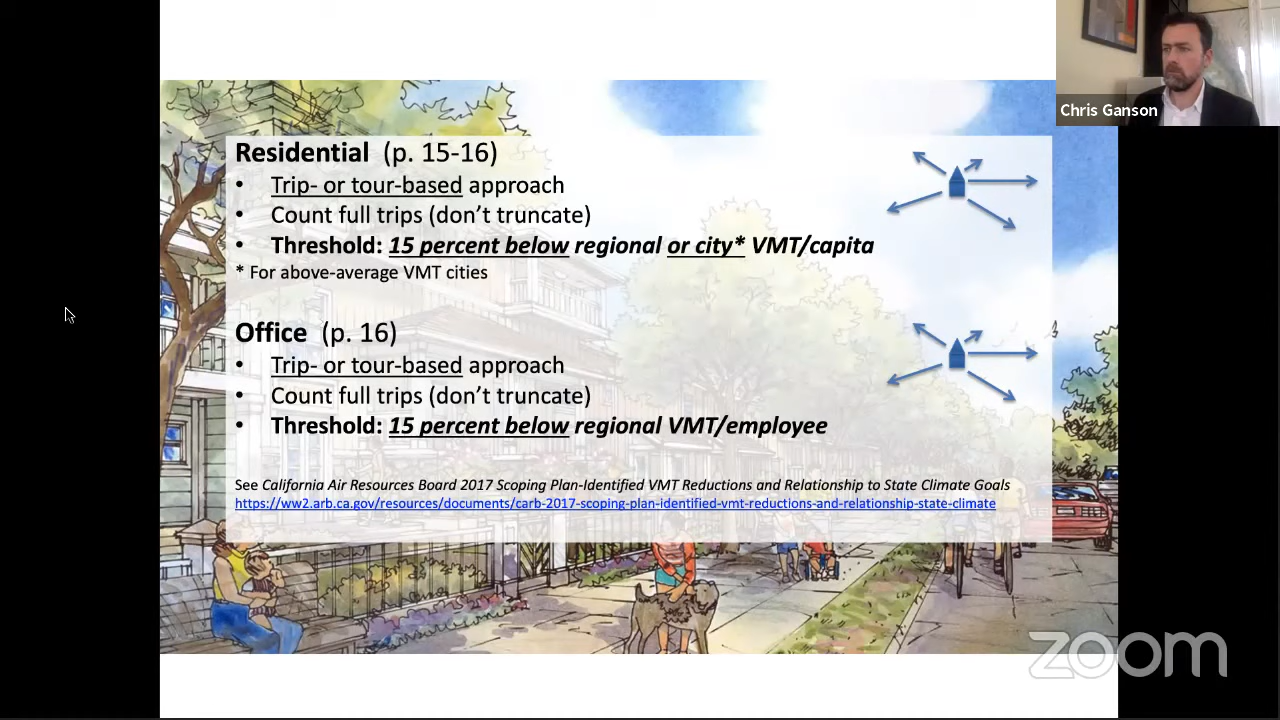 Chris Ganson
Residential (p. 15-16)
• Trip- or tour-based approach
• Count full trips (don’t truncate)
• Threshold: 15 percent below regional or city* VMT/capita
* For above-average VMT cities
Office (p. 16)
• Trip- or tour-based approach
• Count full trips (don’t truncate)
• Threshold: 15 percent below regional VMT/employee
See California Air Resources Board 2017 Scoping Plan-Identified VMT Reductions and Relationship to State Climate Goals
https://ww2.arb.ca.gov/resources/documents/carb-2017-scoping-plan-identified-vmt-reductions-and-relationship-state-climate
zoom